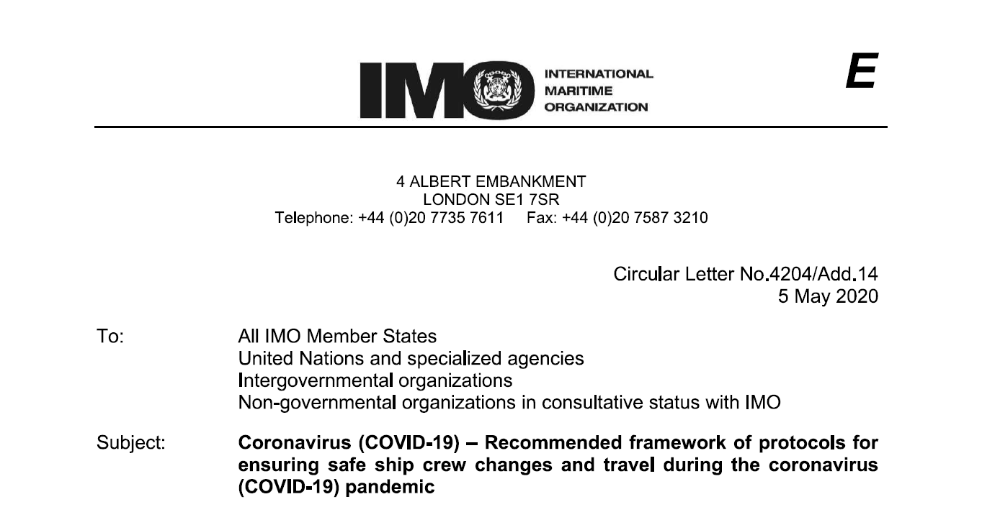 E
IMO
INTERNATIONAL
MARITIME
ORGANIZATION
4 ALBERT EMBANKMENT
LONDON SE1 7SR
Telephone: +44 (0)20 7735 7611 Fax: +44 (0)20 7587 3210
Circular Letter No.4204/Add.14
5 May 2020
To: All IMO Member States
United Nations and specialized agencies
Intergovernmental organizations
Non-governmental organizations in consultative status with IMO
Subject: Coronavirus (COVID-19) – Recommended framework of protocols for
ensuring safe ship crew changes and travel during the coronavirus
(COVID-19) pandemic